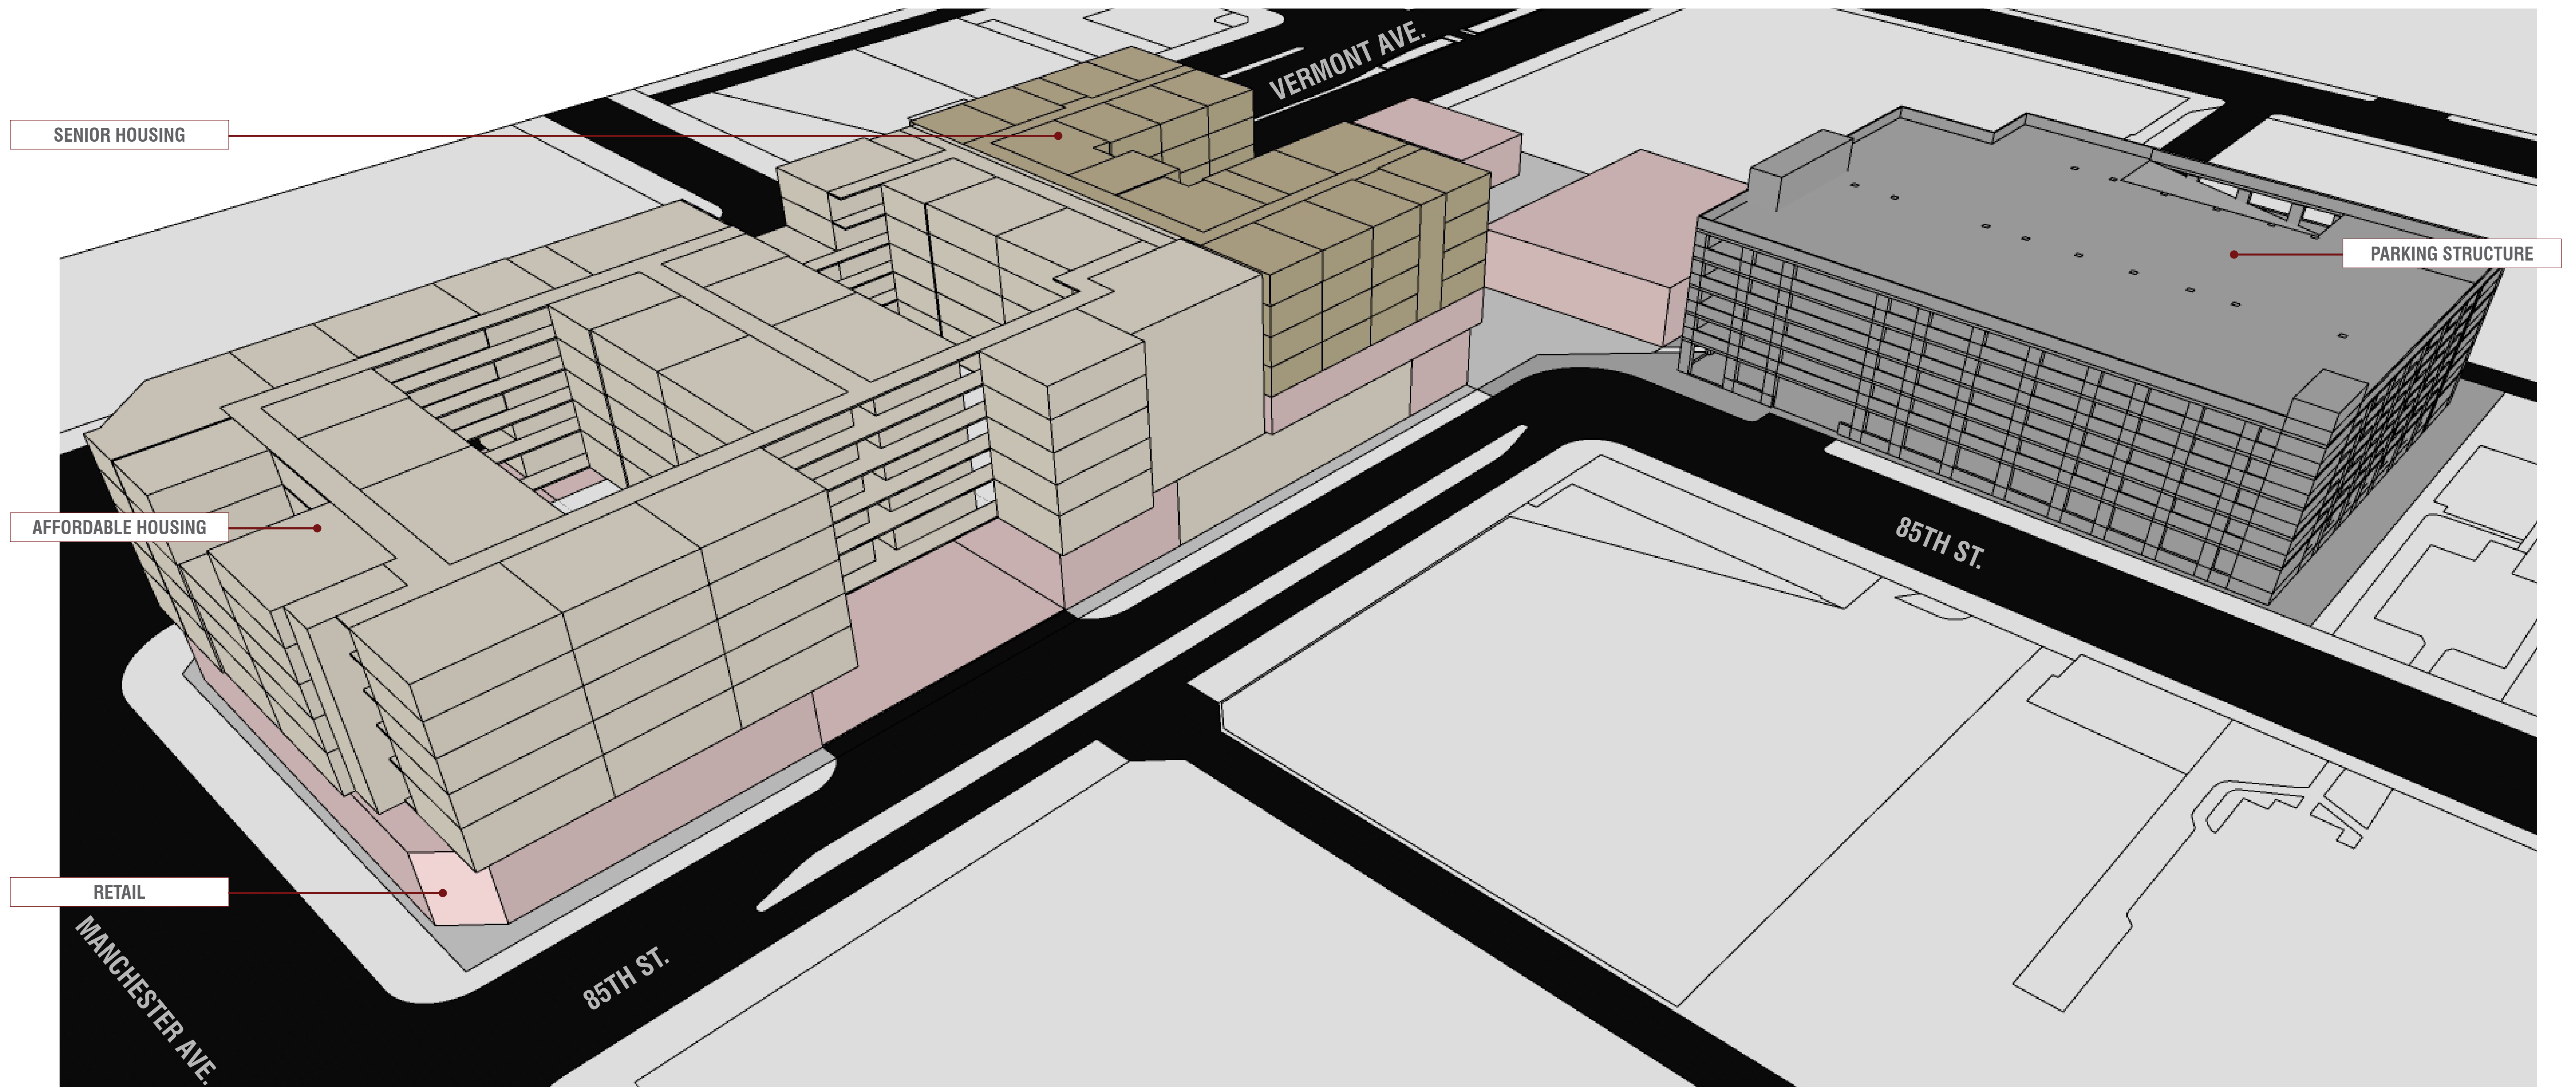 VERMONT AVE.
SENIOR HOUSING
PARKING STRUCTURE
AFFORDABLE HOUSING
85TH ST.
RETAIL
MANCHESTER AVE.
85TH ST.